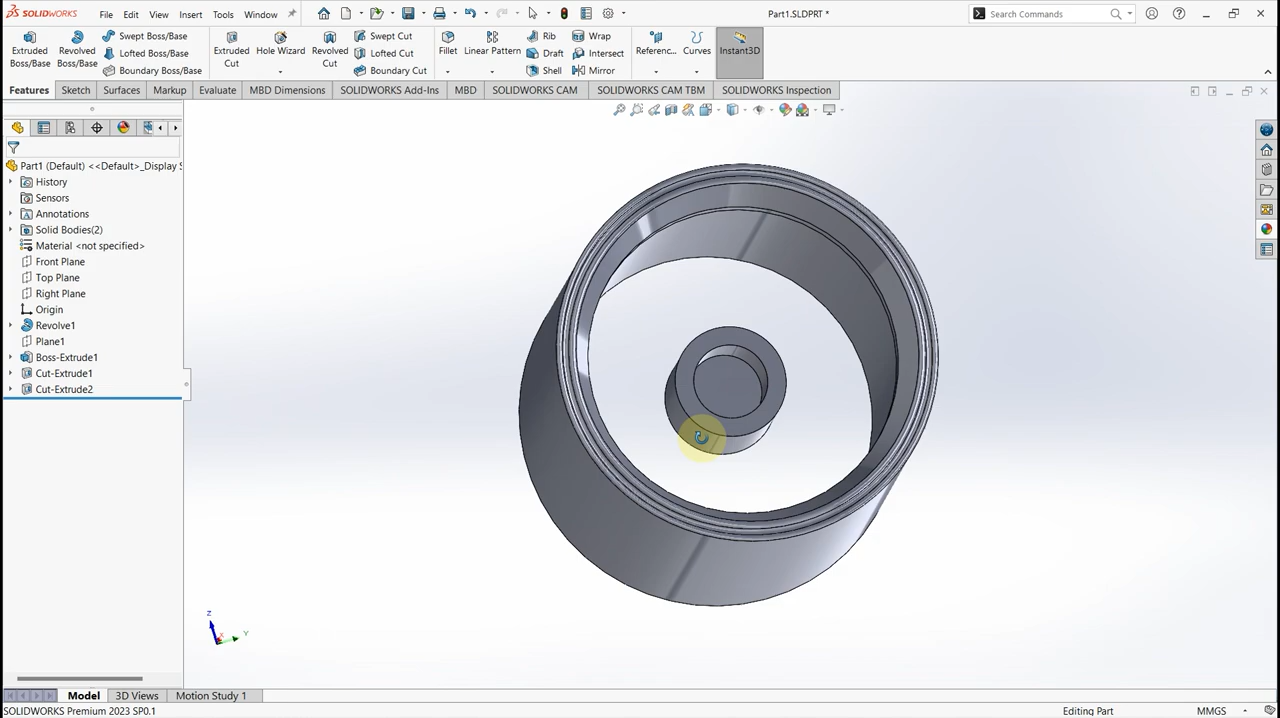 SOLIDWORKS
File Edit View Insert Tools Window
Part1.SLDPRT *
Search Commands
Extruded Boss/Base
Revolved Boss/Base
Swept Boss/Base
Lofted Boss/Base
Boundary Boss/Base
Extruded Cut
Hole Wizard
Revolved Cut
Swept Cut
Lofted Cut
Boundary Cut
Fillet
Linear Pattern
Rib
Draft
Shell
Wrap
Intersect
Mirror
Referenc...
Curves
Instant3D
Features Sketch Surfaces Markup Evaluate MBD Dimensions SOLIDWORKS Add-Ins MBD SOLIDWORKS CAM SOLIDWORKS CAM TBM SOLIDWORKS Inspection
Part1 (Default) <<Default>_Display S
History
Sensors
Annotations
Solid Bodies(2)
Material <not specified>
Front Plane
Top Plane
Right Plane
Origin
Revolve1
Plane1
Boss-Extrude1
Cut-Extrude1
Cut-Extrude2
Z
X
Y
Model 3D Views Motion Study 1
SOLIDWORKS Premium 2023 SP0.1
Editing Part
MMGS